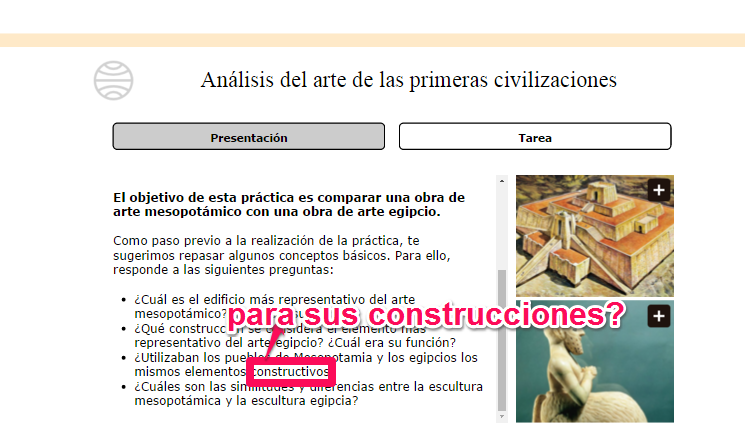 Análisis del arte de las primeras civilizaciones
Presentación
Tarea
El objetivo de esta práctica es comparar una obra de
arte mesopotámico con una obra de arte egipcio.
Como paso previo a la realización de la práctica, te
sugerimos repasar algunos conceptos básicos. Para ello,
responde a las siguientes preguntas:
• ¿Cuál es el edificio más representativo del arte
mesopotámico?
para sus construcciones?
• ¿Qué construcción se considera el elemento más
representativo del arte egipcio? ¿Cuál era su función?
• ¿Utilizaban los pueblos de Mesopotamia y los egipcios los
mismos elementos constructivos
• ¿Cuáles son las similitudes y diferencias entre la escultura
mesopotámica y la escultura egipcia?